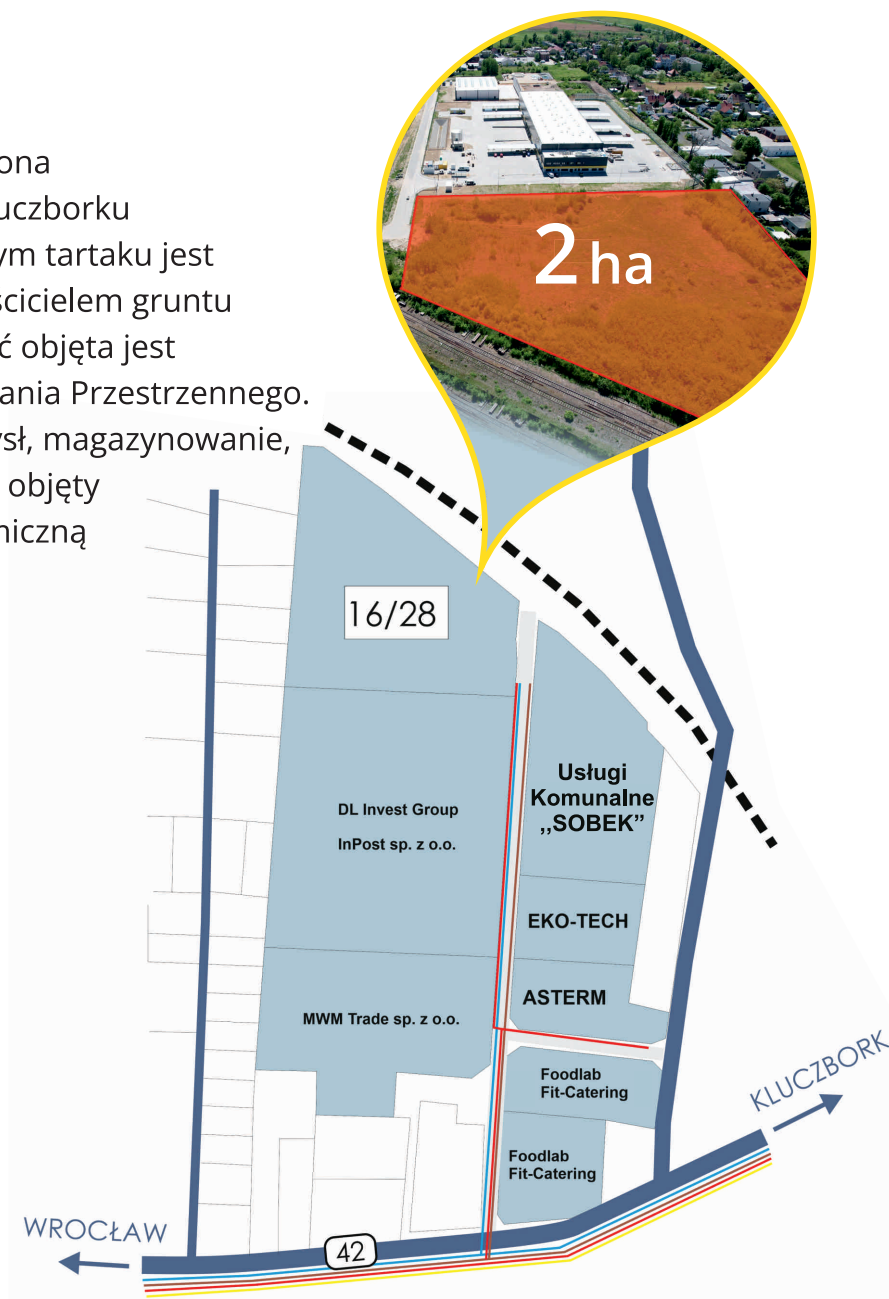 ona
uczborku
ym tartaku jest
ścicielem gruntu
ć objęta jest
ania Przestrzennego.
ysł, magazynowanie,
objęty
niczną
2 ha
16/28
DL Invest Group
InPost sp. z o.o.
MWM Trade sp. z o.o.
Usługi
Komunalne
,,SOBEK”
EKO-TECH
ASTERM
Foodlab
Fit-Catering
Foodlab
Fit-Catering
KLUCZBORK
WROCŁAW
42